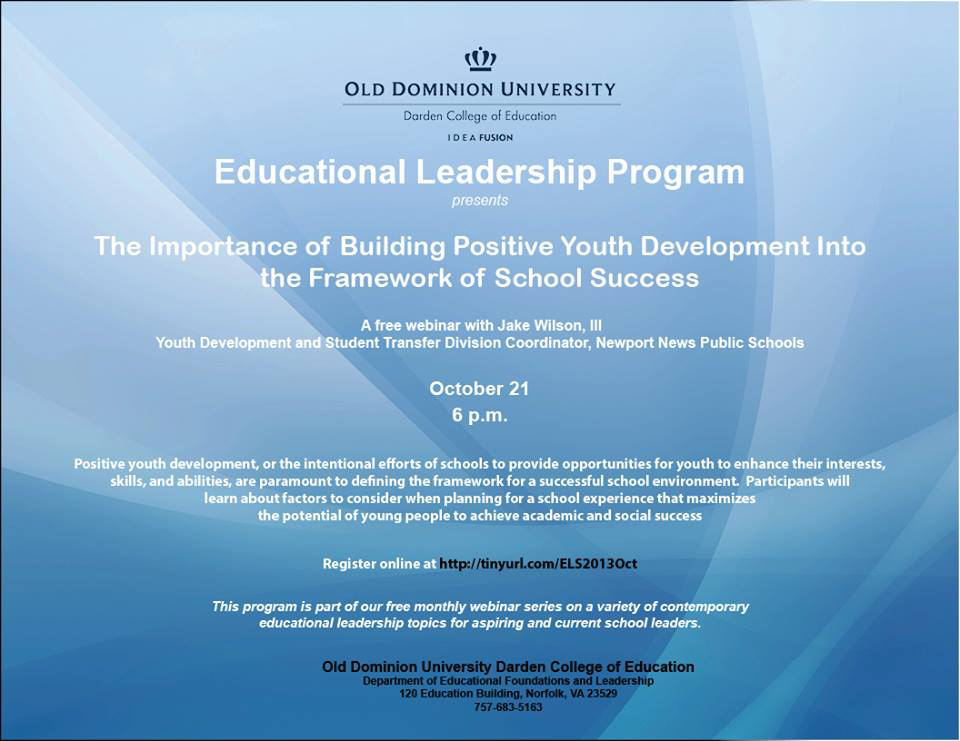 OLD DOMINION UNIVERSITY
Darden College of Education
IDEA FUSION
Educational Leadership Program
presents
The Importance of Building Positive Youth Development Into
the Framework of School Success
A free webinar with Jake Wilson, III
Youth Development and Student Transfer Division Coordinator, Newport News Public Schools
October 21
6 p.m.
Positive youth development, or the intentional efforts of schools to provide opportunities for youth to enhance their interests,
skills, and abilities, are paramount to defining the framework for a successful school environment. Participants will
learn about factors to consider when planning for a school experience that maximizes
the potential of young people to achieve academic and social success
Register online at http://tinyurl.com/ELS2013Oct
This program is part of our free monthly webinar series on a variety of contemporary
educational leadership topics for aspiring and current school leaders.
Old Dominion University Darden College of Education
Department of Educational Foundations and Leadership
120 Education Building, Norfolk, VA 23529
757-683-5163